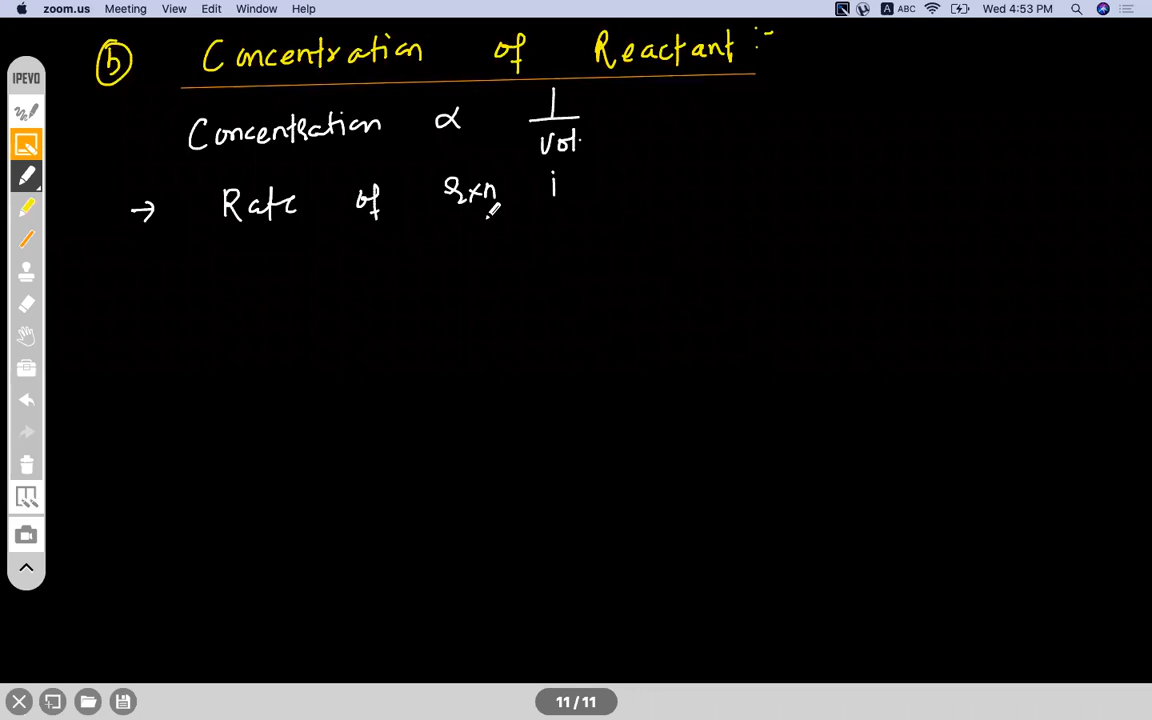 zoom.us Meeting View Edit Window Help A ABC Wed 4:53 PM
IPEVO
b Concentration of Reactant :-
Concentration ∝ 1/vol.
→ Rate of rxn i
11 / 11